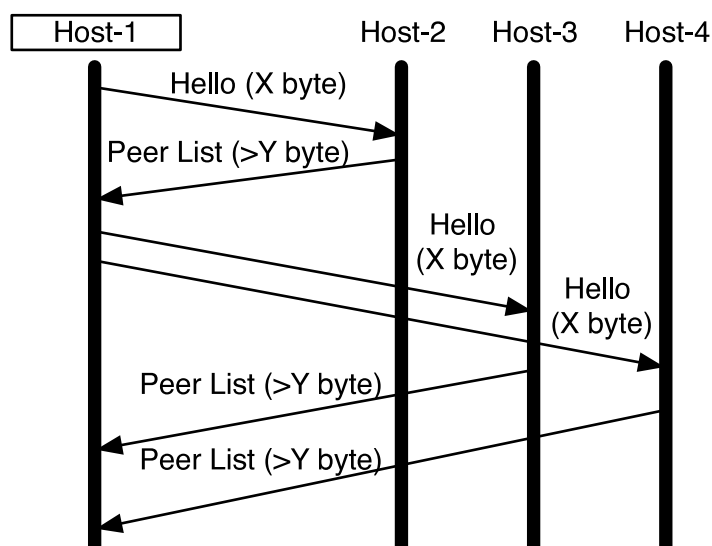 Host-1 Host-2 Host-3 Host-4
Hello (X byte)
Peer List (>Y byte)
Hello
(X byte)
Hello
(X byte)
Peer List (>Y byte)
Peer List (>Y byte)